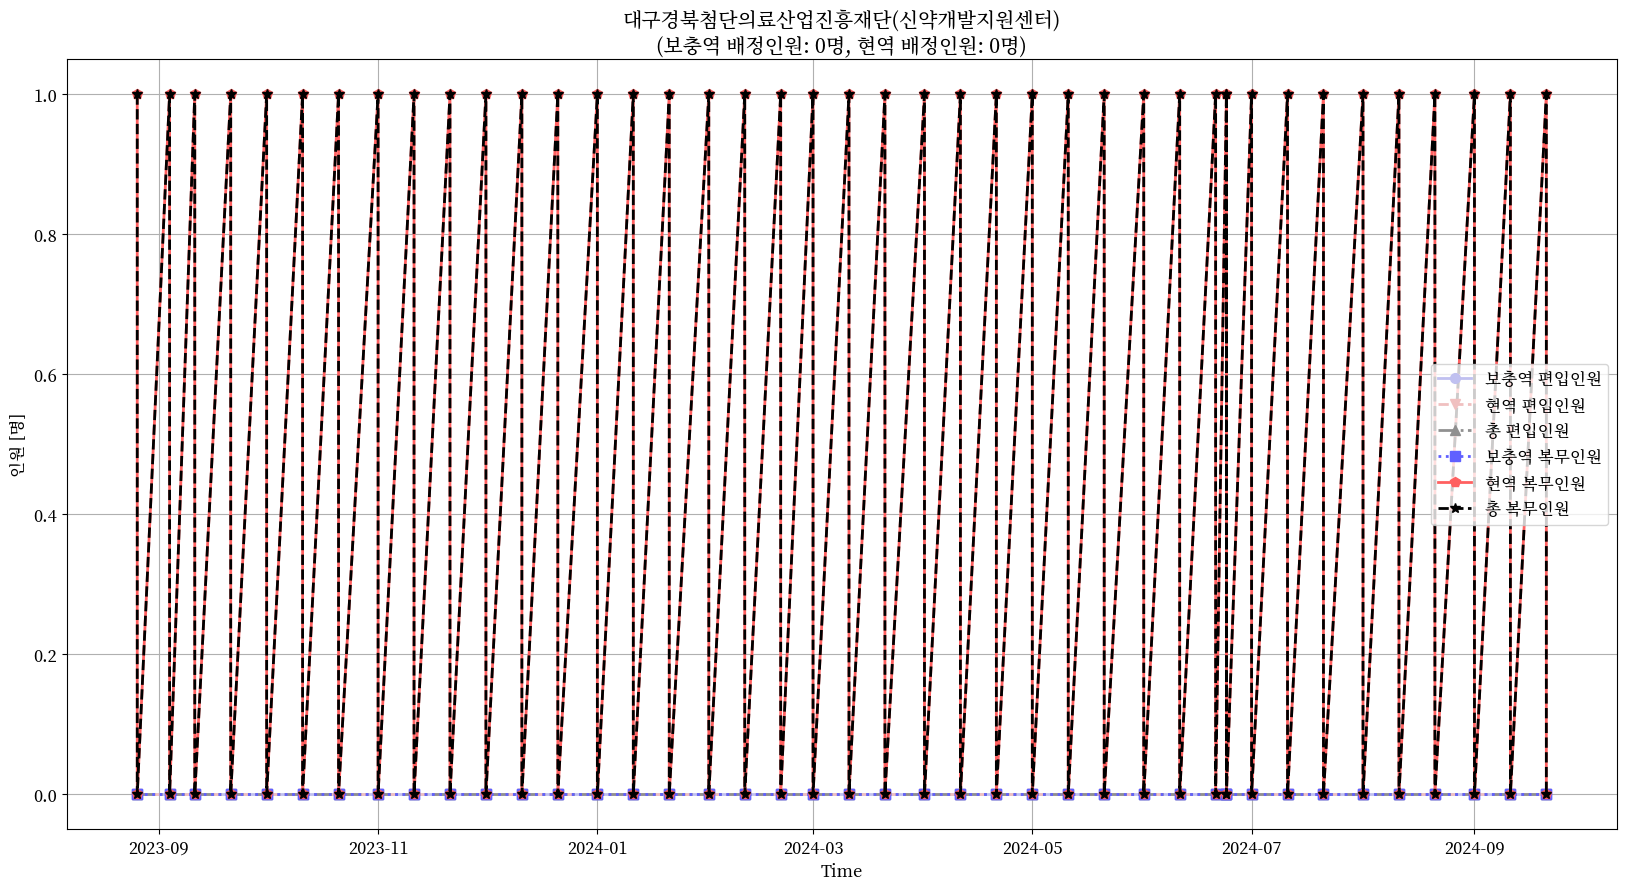 대구경북첨단의료산업진흥재단(신약개발지원센터)
(보충역 배정인원: 0명, 현역 배정인원: 0명)
인원 [명]
1.0
0.8
0.6
0.4
0.2
0.0
보충역 편입인원
현역 편입인원
총 편입인원
보충역 복무인원
현역 복무인원
총 복무인원
2023-09
2023-11
2024-01
2024-03
2024-05
2024-07
2024-09
Time